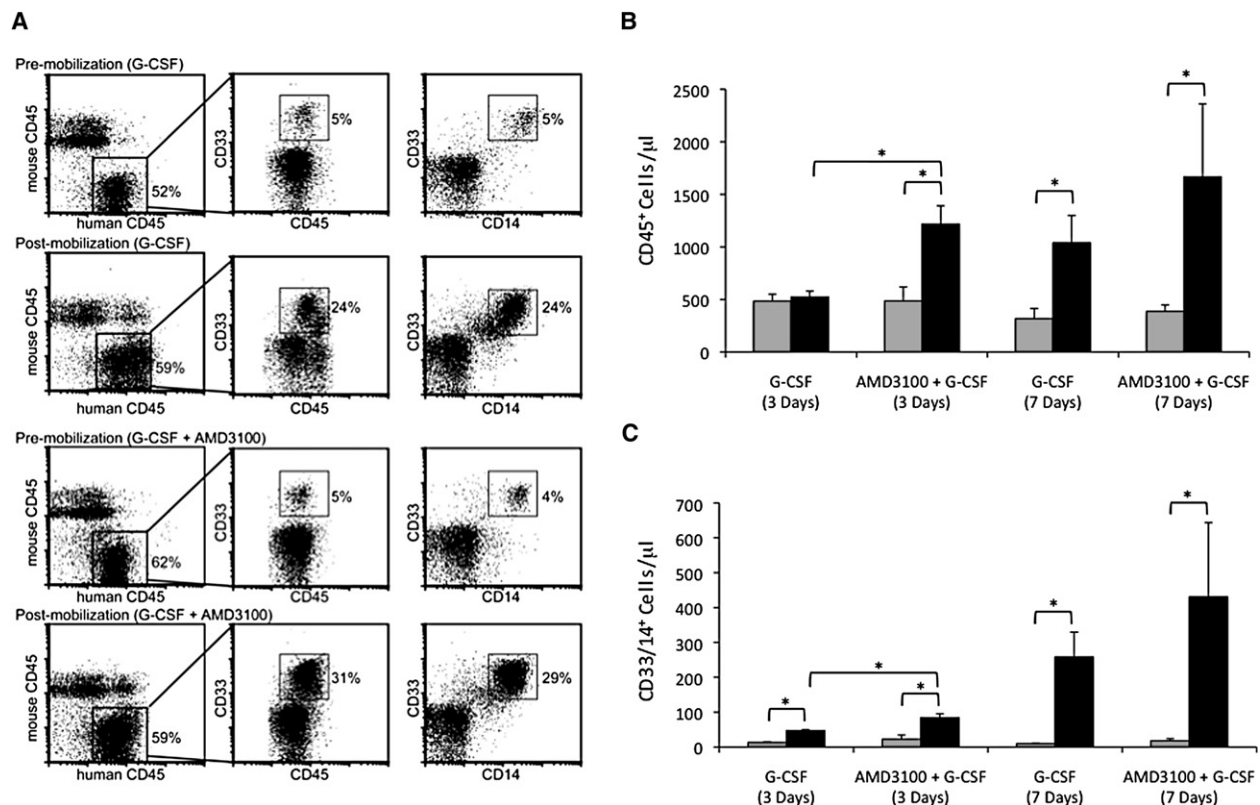 A
Pre-mobilization (G-CSF)
mouse CD45
52%
human CD45
CD33
5%
CD45
CD33
5%
CD14
Post-mobilization (G-CSF)
mouse CD45
59%
human CD45
CD33
24%
CD45
CD33
24%
CD14
Pre-mobilization (G-CSF + AMD3100)
mouse CD45
62%
human CD45
CD33
5%
CD45
CD33
4%
CD14
Post-mobilization (G-CSF + AMD3100)
mouse CD45
59%
human CD45
CD33
31%
CD45
CD33
29%
CD14
B
CD45+ Cells/µl
2500
2000
1500
1000
500
0
*
*
*
*
G-CSF
(3 Days)
AMD3100 + G-CSF
(3 Days)
G-CSF
(7 Days)
AMD3100 + G-CSF
(7 Days)
C
CD33/14+ Cells/µl
700
600
500
400
300
200
100
0
*
*
*
*
*
G-CSF
(3 Days)
AMD3100 + G-CSF
(3 Days)
G-CSF
(7 Days)
AMD3100 + G-CSF
(7 Days)